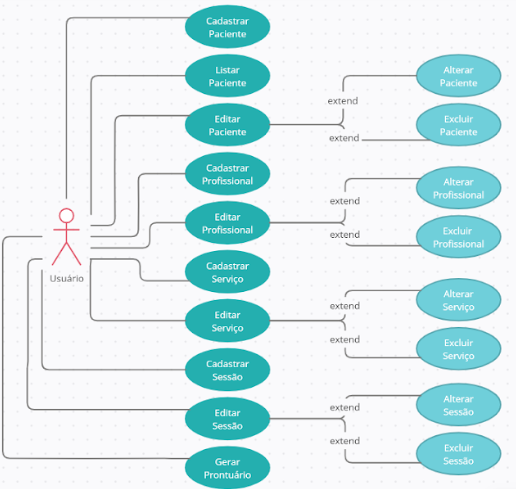 Cadastrar
Paciente
Listar
Paciente
Editar
Paciente
extend
extend
Alterar
Paciente
Excluir
Paciente
Cadastrar
Profissional
Editar
Profissional
extend
extend
Alterar
Profissional
Excluir
Profissional
Usuário
Cadastrar
Serviço
Editar
Serviço
extend
extend
Alterar
Serviço
Excluir
Serviço
Cadastrar
Sessão
Editar
Sessão
extend
extend
Alterar
Sessão
Excluir
Sessão
Gerar
Prontuário